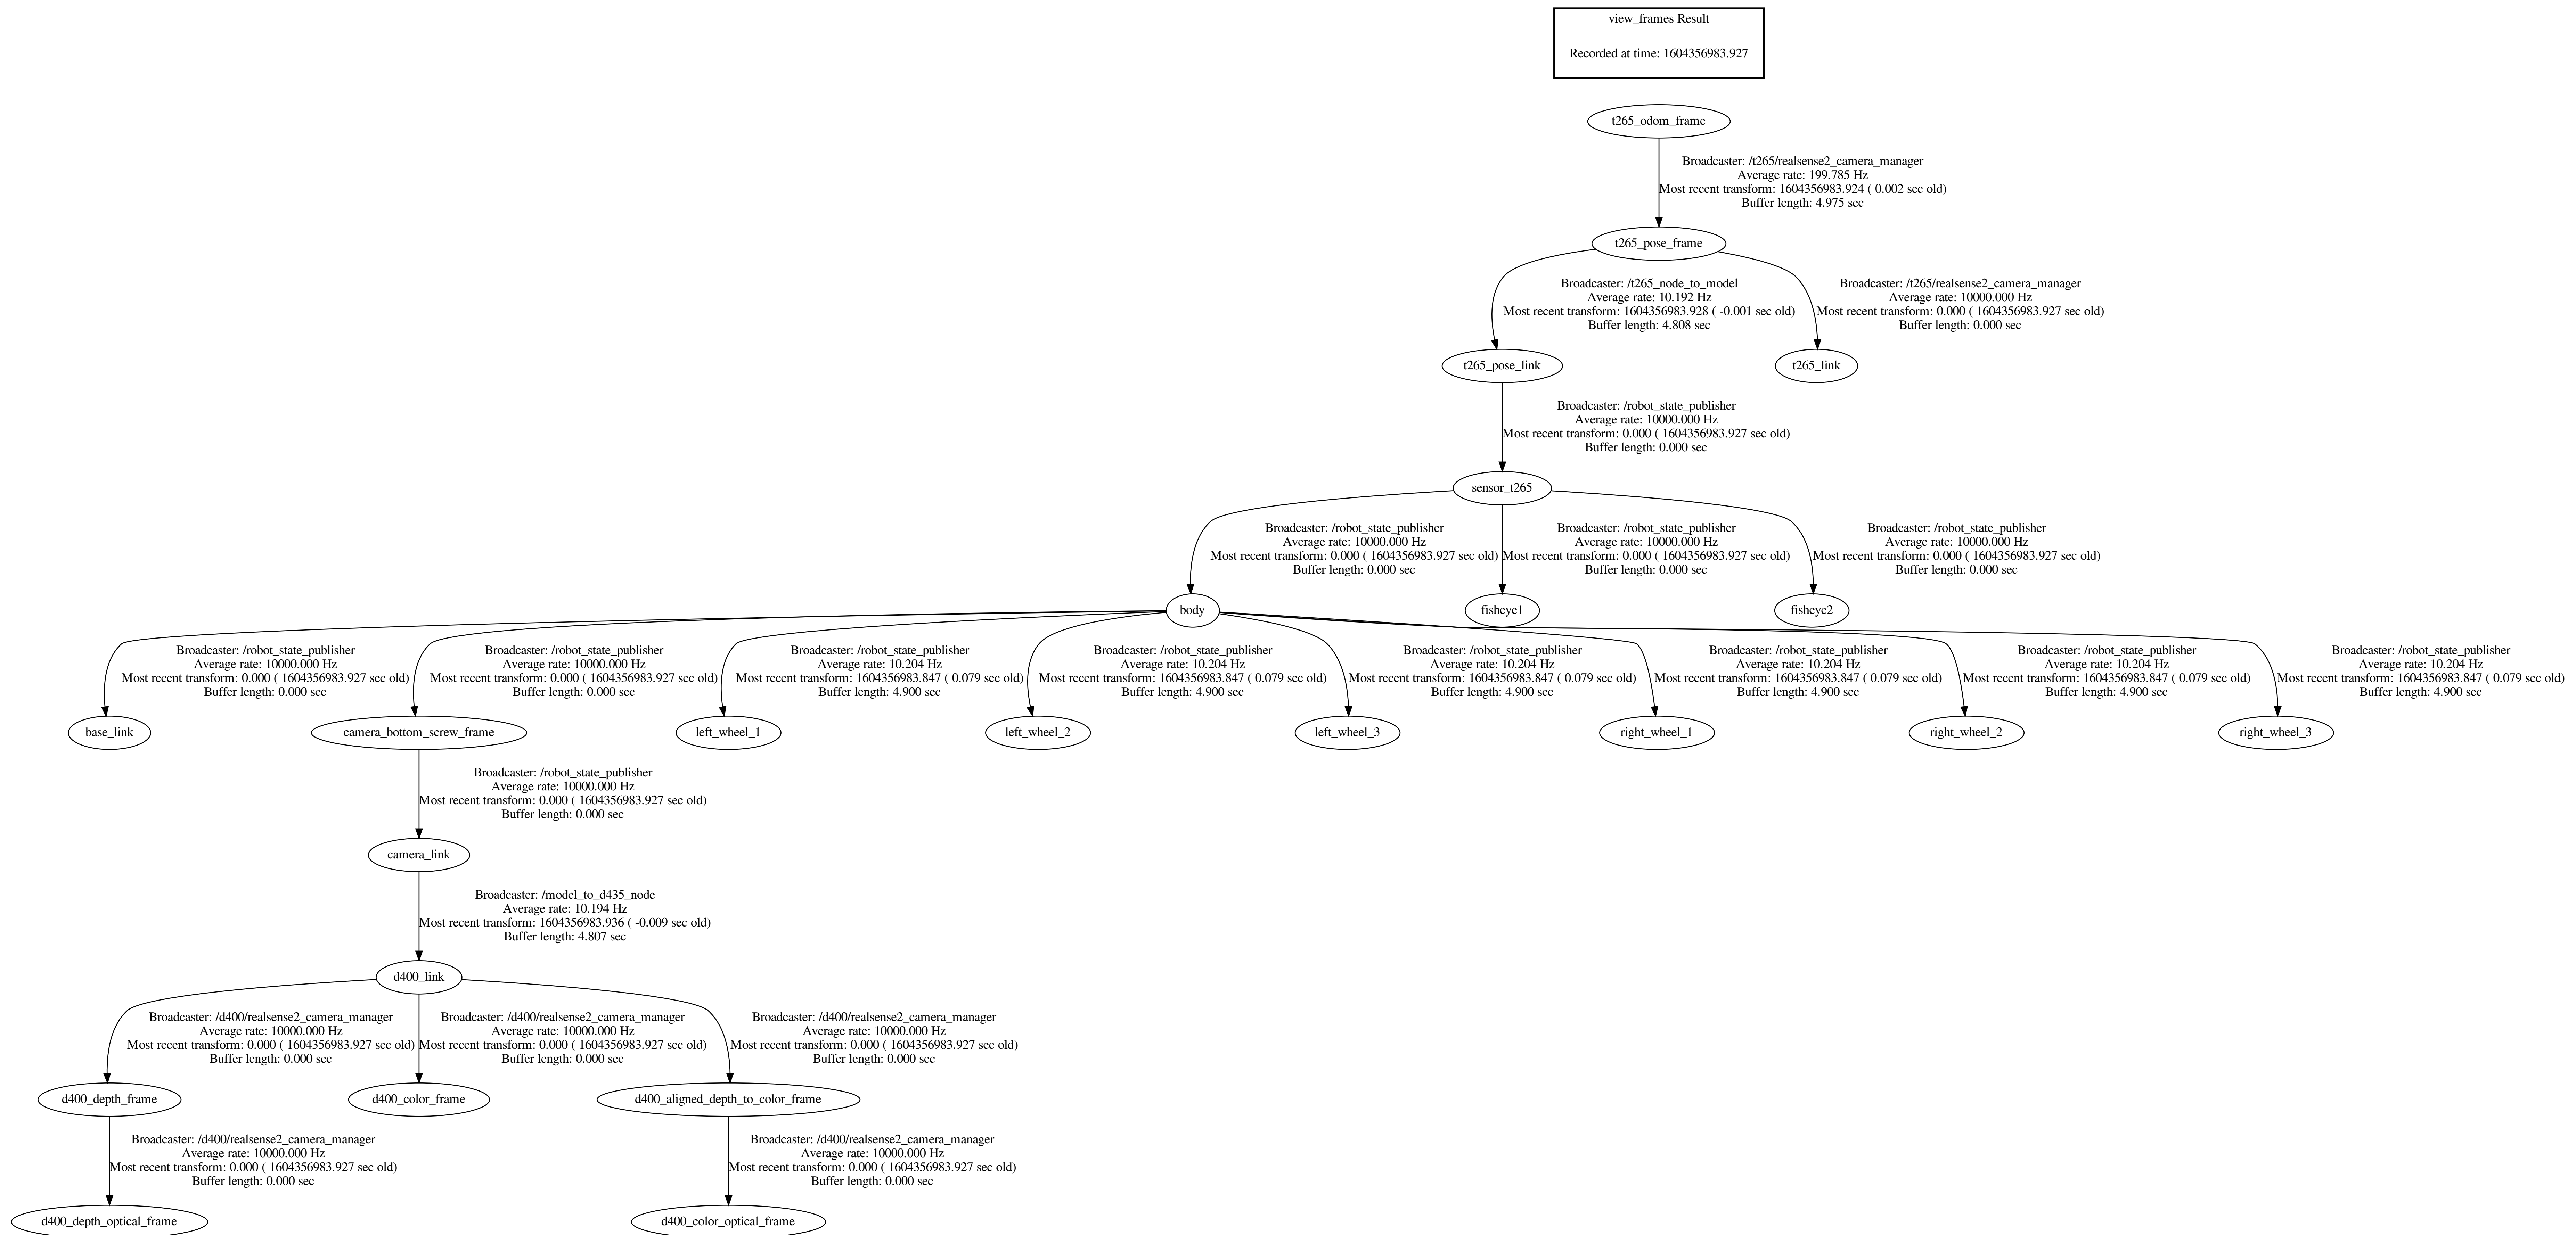 view_frames Result
Recorded at time: 1604356983.927
t265_odom_frame
Broadcaster: /t265/realsense2_camera_manager
Average rate: 199.785 Hz
Most recent transform: 1604356983.924 ( 0.002 sec old)
Buffer length: 4.975 sec
t265_pose_frame
Broadcaster: /t265_node_to_model
Average rate: 10.192 Hz
Most recent transform: 1604356983.928 ( -0.001 sec old)
Buffer length: 4.808 sec
Broadcaster: /t265/realsense2_camera_manager
Average rate: 10000.000 Hz
Most recent transform: 0.000 ( 1604356983.927 sec old)
Buffer length: 0.000 sec
t265_pose_link
t265_link
Broadcaster: /robot_state_publisher
Average rate: 10000.000 Hz
Most recent transform: 0.000 ( 1604356983.927 sec old)
Buffer length: 0.000 sec
sensor_t265
Broadcaster: /robot_state_publisher
Average rate: 10000.000 Hz
Most recent transform: 0.000 ( 1604356983.927 sec old)
Buffer length: 0.000 sec
Broadcaster: /robot_state_publisher
Average rate: 10000.000 Hz
Most recent transform: 0.000 ( 1604356983.927 sec old)
Buffer length: 0.000 sec
Broadcaster: /robot_state_publisher
Average rate: 10000.000 Hz
Most recent transform: 0.000 ( 1604356983.927 sec old)
Buffer length: 0.000 sec
body
fisheye1
fisheye2
Broadcaster: /robot_state_publisher
Average rate: 10000.000 Hz
Most recent transform: 0.000 ( 1604356983.927 sec old)
Buffer length: 0.000 sec
Broadcaster: /robot_state_publisher
Average rate: 10000.000 Hz
Most recent transform: 0.000 ( 1604356983.927 sec old)
Buffer length: 0.000 sec
Broadcaster: /robot_state_publisher
Average rate: 10.204 Hz
Most recent transform: 1604356983.847 ( 0.079 sec old)
Buffer length: 4.900 sec
Broadcaster: /robot_state_publisher
Average rate: 10.204 Hz
Most recent transform: 1604356983.847 ( 0.079 sec old)
Buffer length: 4.900 sec
Broadcaster: /robot_state_publisher
Average rate: 10.204 Hz
Most recent transform: 1604356983.847 ( 0.079 sec old)
Buffer length: 4.900 sec
Broadcaster: /robot_state_publisher
Average rate: 10.204 Hz
Most recent transform: 1604356983.847 ( 0.079 sec old)
Buffer length: 4.900 sec
Broadcaster: /robot_state_publisher
Average rate: 10.204 Hz
Most recent transform: 1604356983.847 ( 0.079 sec old)
Buffer length: 4.900 sec
Broadcaster: /robot_state_publisher
Average rate: 10.204 Hz
Most recent transform: 1604356983.847 ( 0.079 sec old)
Buffer length: 4.900 sec
base_link
camera_bottom_screw_frame
left_wheel_1
left_wheel_2
left_wheel_3
right_wheel_1
right_wheel_2
right_wheel_3
Broadcaster: /robot_state_publisher
Average rate: 10000.000 Hz
Most recent transform: 0.000 ( 1604356983.927 sec old)
Buffer length: 0.000 sec
camera_link
Broadcaster: /model_to_d435_node
Average rate: 10.194 Hz
Most recent transform: 1604356983.936 ( -0.009 sec old)
Buffer length: 4.807 sec
d400_link
Broadcaster: /d400/realsense2_camera_manager
Average rate: 10000.000 Hz
Most recent transform: 0.000 ( 1604356983.927 sec old)
Buffer length: 0.000 sec
Broadcaster: /d400/realsense2_camera_manager
Average rate: 10000.000 Hz
Most recent transform: 0.000 ( 1604356983.927 sec old)
Buffer length: 0.000 sec
Broadcaster: /d400/realsense2_camera_manager
Average rate: 10000.000 Hz
Most recent transform: 0.000 ( 1604356983.927 sec old)
Buffer length: 0.000 sec
d400_depth_frame
d400_color_frame
d400_aligned_depth_to_color_frame
Broadcaster: /d400/realsense2_camera_manager
Average rate: 10000.000 Hz
Most recent transform: 0.000 ( 1604356983.927 sec old)
Buffer length: 0.000 sec
Broadcaster: /d400/realsense2_camera_manager
Average rate: 10000.000 Hz
Most recent transform: 0.000 ( 1604356983.927 sec old)
Buffer length: 0.000 sec
d400_depth_optical_frame
d400_color_optical_frame